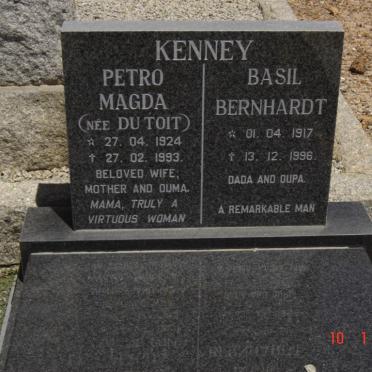 KENNEY
PETRO
MAGDA
(NÉE DU TOIT)
☆ 27. 04. 1924
✝ 27. 02. 1993.
BELOVED WIFE;
MOTHER AND OUMA.
MAMA, TRULY A
VIRTUOUS WOMAN
BASIL
BERNHARDT
☆ 01. 04. 1917
✝ 13. 12. 1996.
DADA AND OUPA.
A REMARKABLE MAN
10 1